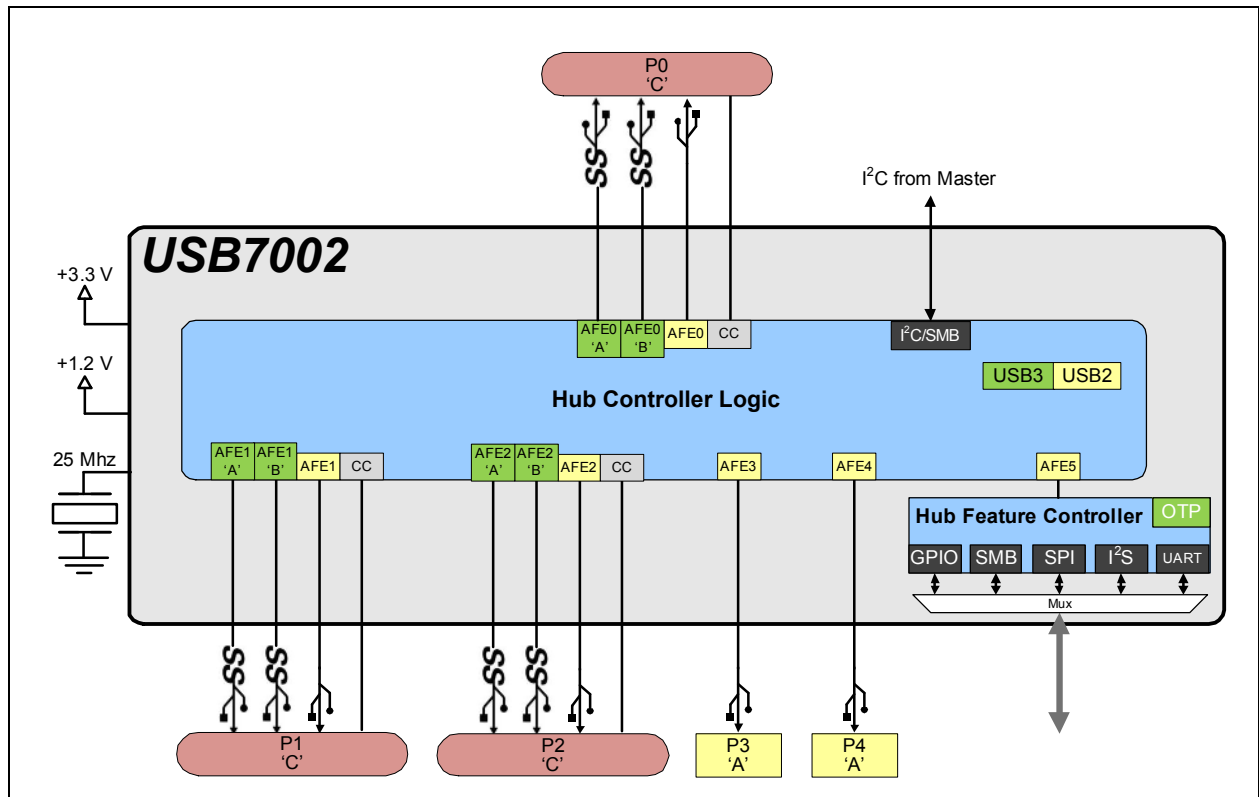 P0
‘C’
SS
SS
I²C from Master
USB7002
+3.3 V
+1.2 V
25 Mhz
AFE0
‘A’
AFE0
‘B’
AFE0
CC
I²C/SMB
USB3
USB2
Hub Controller Logic
AFE1
‘A’
AFE1
‘B’
AFE1
CC
AFE2
‘A’
AFE2
‘B’
AFE2
CC
AFE3
AFE4
AFE5
Hub Feature Controller
OTP
GPIO
SMB
SPI
I²S
UART
Mux
SS
SS
SS
SS
P1
‘C’
P2
‘C’
P3
‘A’
P4
‘A’